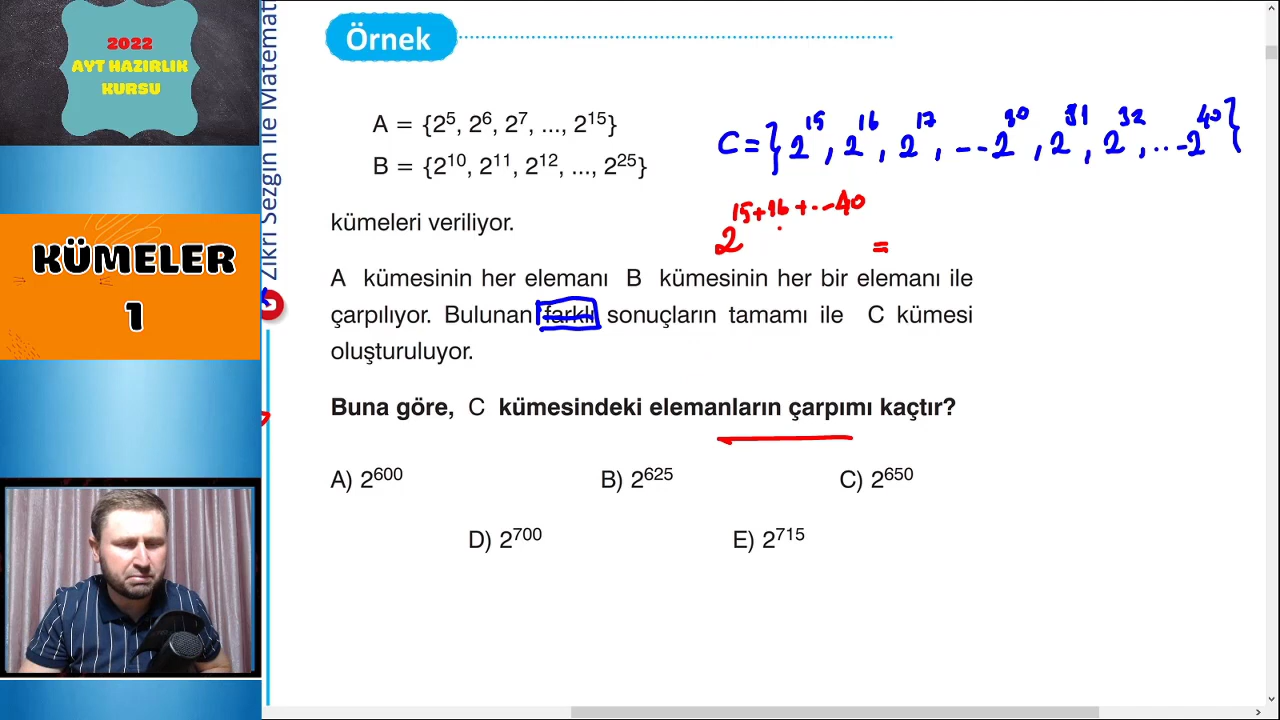 2022
AYT HAZIRLIK
KURSU
KÜMELER
1
Zikri Sezgin ile Matemat
Örnek
A = {2⁵, 2⁶, 2⁷, ..., 2¹⁵}
B = {2¹⁰, 2¹¹, 2¹², ..., 2²⁵}
C = {2¹⁵, 2¹⁶, 2¹⁷, ... 2³⁰, 2³¹, 2³², ... 2⁴⁰}
kümeleri veriliyor.
2¹⁵⁺¹⁶⁺···⁴⁰ =
A kümesinin her elemanı B kümesinin her bir elemanı ile
çarpılıyor. Bulunan farklı sonuçların tamamı ile C kümesi
oluşturuluyor.
Buna göre, C kümesindeki elemanların çarpımı kaçtır?
A) 2⁶⁰⁰ B) 2⁶²⁵ C) 2⁶⁵⁰
D) 2⁷⁰⁰ E) 2⁷¹⁵